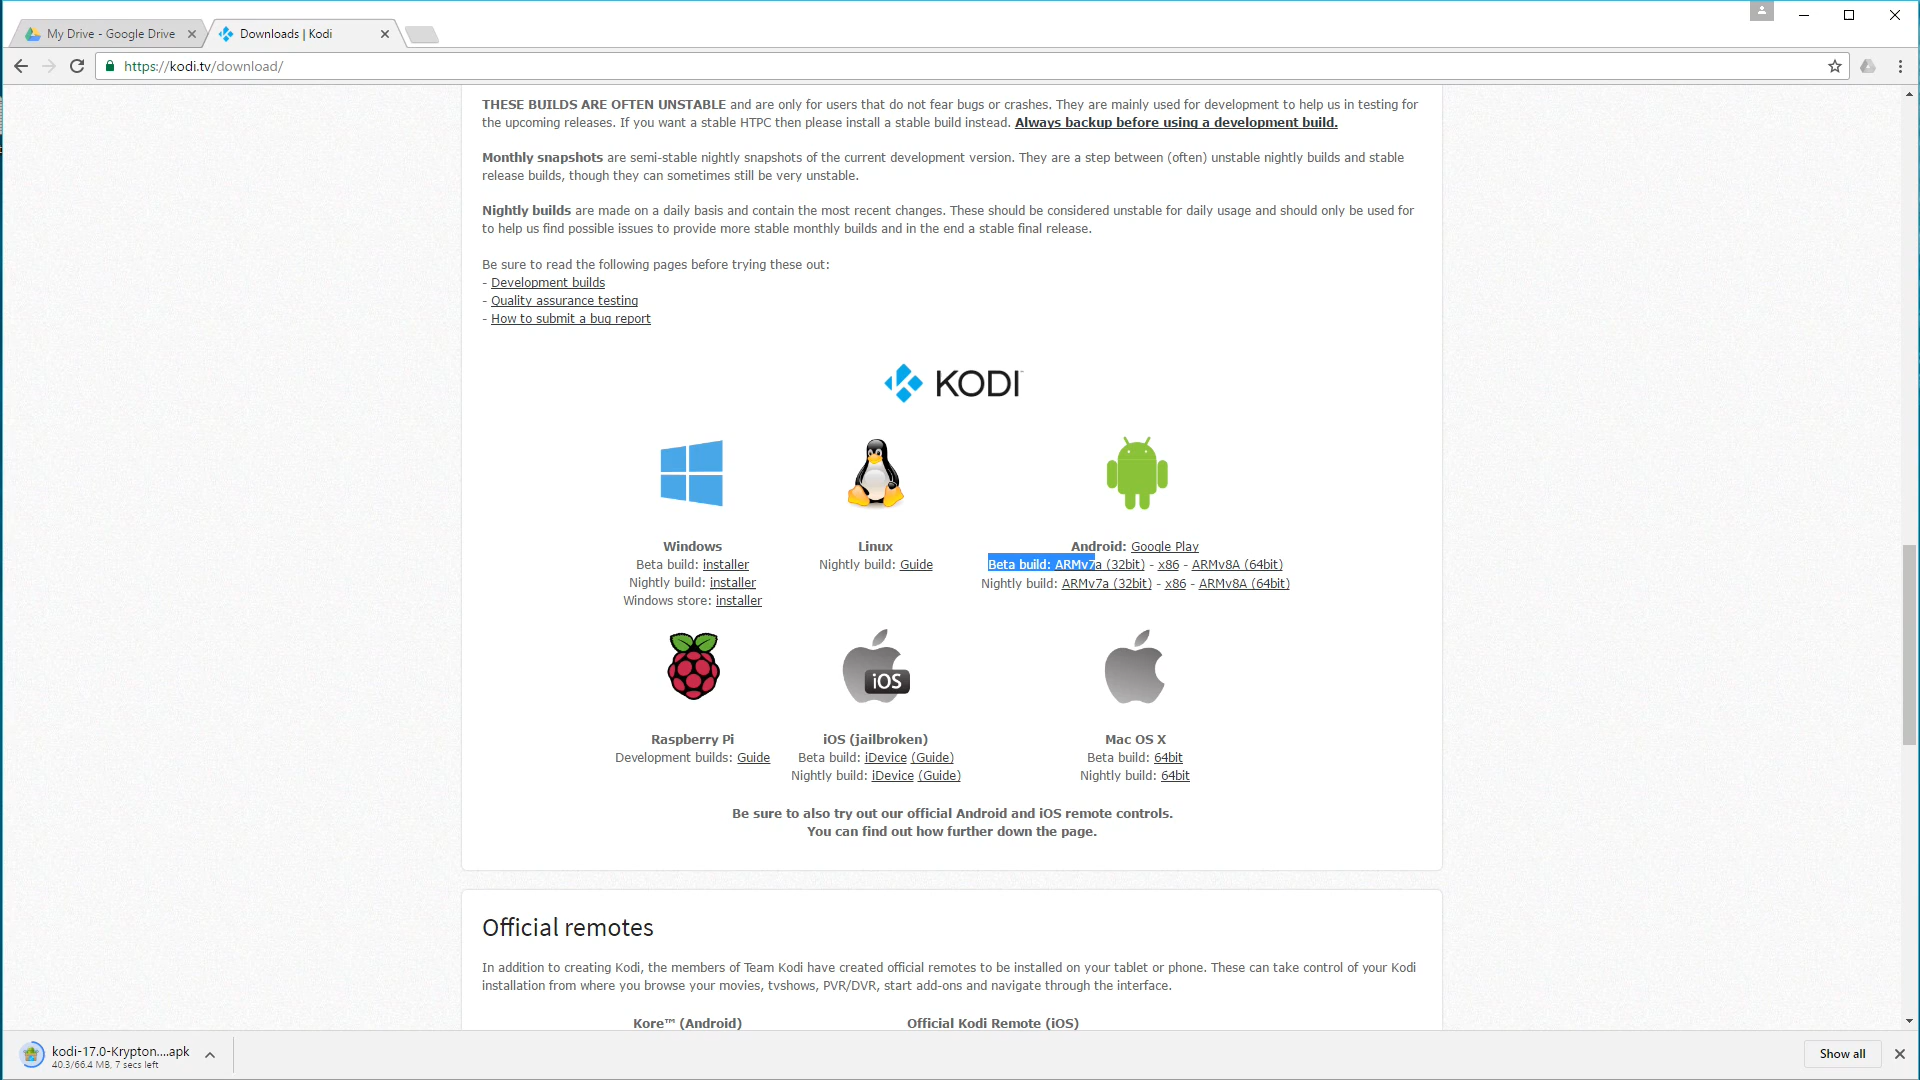 My Drive - Google Drive
Downloads | Kodi
https://kodi.tv/download/
THESE BUILDS ARE OFTEN UNSTABLE and are only for users that do not fear bugs or crashes. They are mainly used for development to help us in testing for
the upcoming releases. If you want a stable HTPC then please install a stable build instead. Always backup before using a development build.
Monthly snapshots are semi-stable nightly snapshots of the current development version. They are a step between (often) unstable nightly builds and stable
release builds, though they can sometimes still be very unstable.
Nightly builds are made on a daily basis and contain the most recent changes. These should be considered unstable for daily usage and should only be used for
to help us find possible issues to provide more stable monthly builds and in the end a stable final release.
Be sure to read the following pages before trying these out:
- Development builds
- Quality assurance testing
- How to submit a bug report
KODI
Windows
Beta build: installer
Nightly build: installer
Windows store: installer
Linux
Nightly build: Guide
Android: Google Play
Beta build: ARMv7a (32bit) - x86 - ARMv8A (64bit)
Nightly build: ARMv7a (32bit) - x86 - ARMv8A (64bit)
Raspberry Pi
Development builds: Guide
iOS
iOS (jailbroken)
Beta build: iDevice (Guide)
Nightly build: iDevice (Guide)
Mac OS X
Beta build: 64bit
Nightly build: 64bit
Be sure to also try out our official Android and iOS remote controls.
You can find out how further down the page.
Official remotes
In addition to creating Kodi, the members of Team Kodi have created official remotes to be installed on your tablet or phone. These can take control of your Kodi
installation from where you browse your movies, tvshows, PVR/DVR, start add-ons and navigate through the interface.
Kore™ (Android)
Official Kodi Remote (iOS)
kodi-17.0-Krypton....apk
40.3/66.4 MB, 7 secs left
Show all